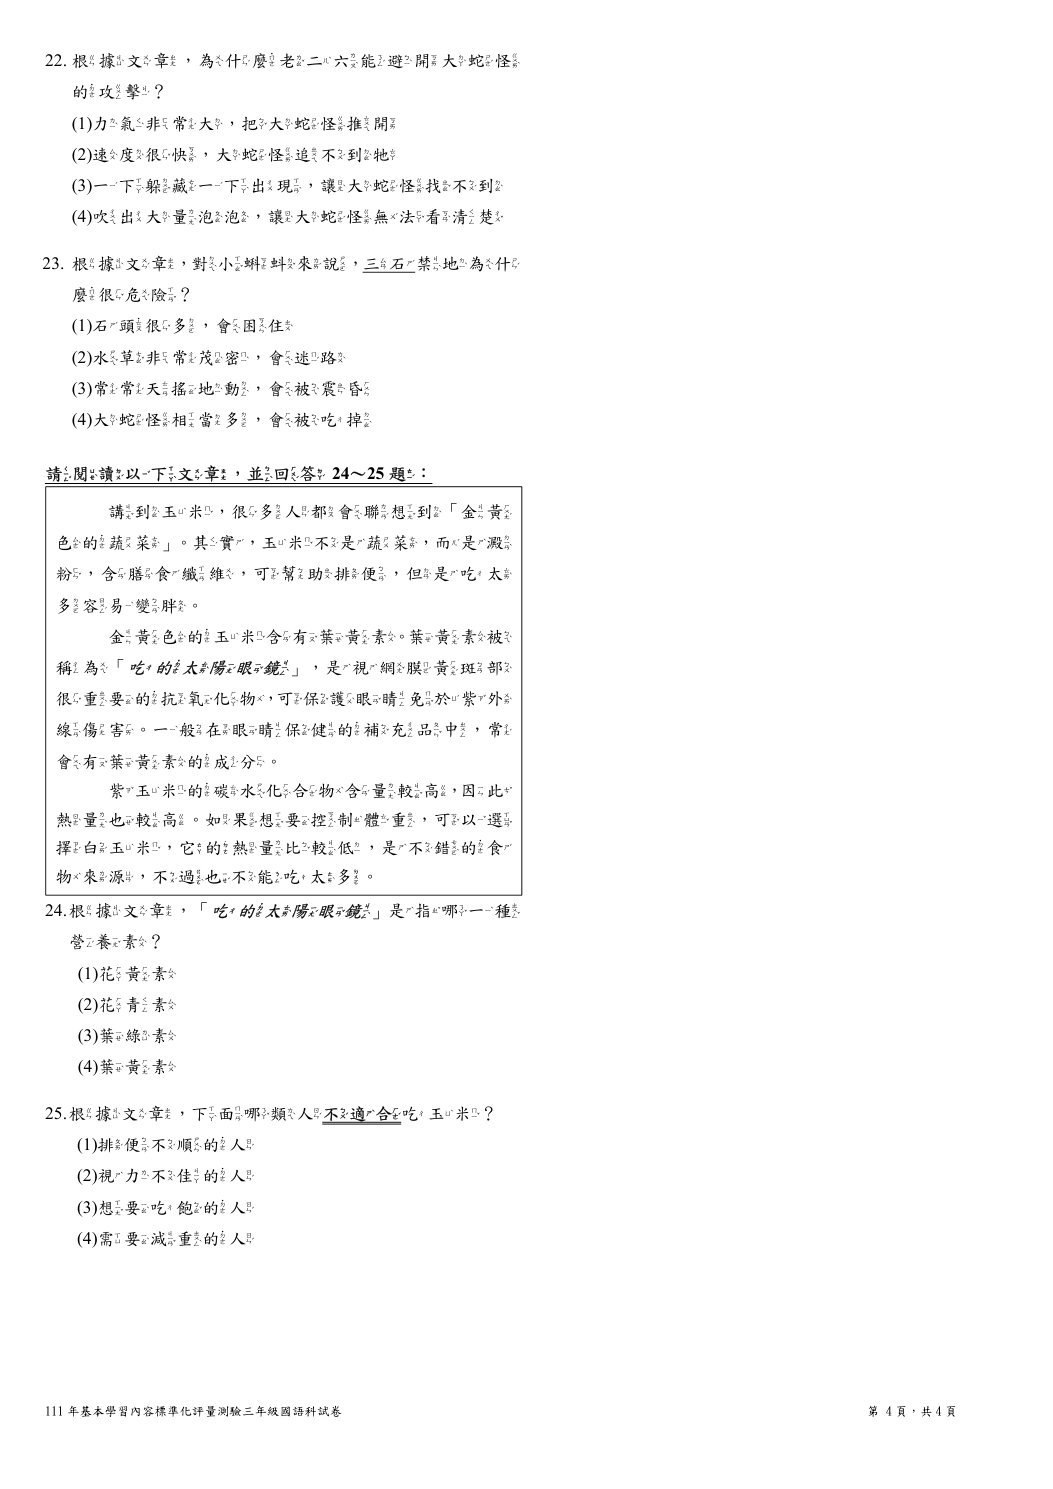 22. 根據文章，為什麼老二六能避開大蛇怪
的攻擊？
(1)力氣非常大，把大蛇怪推開
(2)速度很快，大蛇怪追不到牠
(3)一下躲藏一下出現，讓大蛇怪找不到
(4)吹出大量泡泡，讓大蛇怪無法看清楚
23. 根據文章，對小蝌蚪來說，三石禁地為什
麼很危險？
(1)石頭很多，會困住
(2)水草非常茂密，會迷路
(3)常常天搖地動，會被震昏
(4)大蛇怪相當多，會被吃掉
請閱讀以下文章，並回答 24～25 題：
講到玉米，很多人都會聯想到「金黃
色的蔬菜」。其實，玉米不是蔬菜，而是澱
粉，含膳食纖維，可幫助排便，但是吃太
多容易變胖。
金黃色的玉米含有葉黃素。葉黃素被
稱為「吃的太陽眼鏡」，是視網膜黃斑部
很重要的抗氧化物，可保護眼睛免於紫外
線傷害。一般在眼睛保健的補充品中，常
會有葉黃素的成分。
紫玉米的碳水化合物含量較高，因此
熱量也較高。如果想要控制體重，可以選
擇白玉米，它的熱量比較低，是不錯的食
物來源，不過也不能吃太多。
24.根據文章，「吃的太陽眼鏡」是指哪一種
營養素？
(1)花黃素
(2)花青素
(3)葉綠素
(4)葉黃素
25.根據文章，下面哪類人不適合吃玉米？
(1)排便不順的人
(2)視力不佳的人
(3)想要吃飽的人
(4)需要減重的人
111 年基本學習內容標準化評量測驗三年級國語科試卷
第 4 頁，共 4 頁